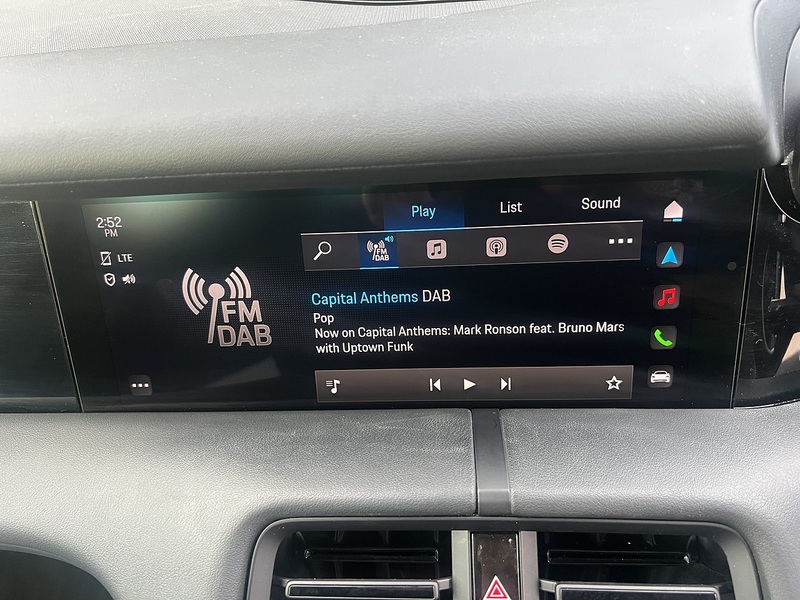 2:52
PM
LTE
Play
List
Sound
FM
DAB
FM
DAB
Capital Anthems DAB
Pop
Now on Capital Anthems: Mark Ronson feat. Bruno Mars
with Uptown Funk